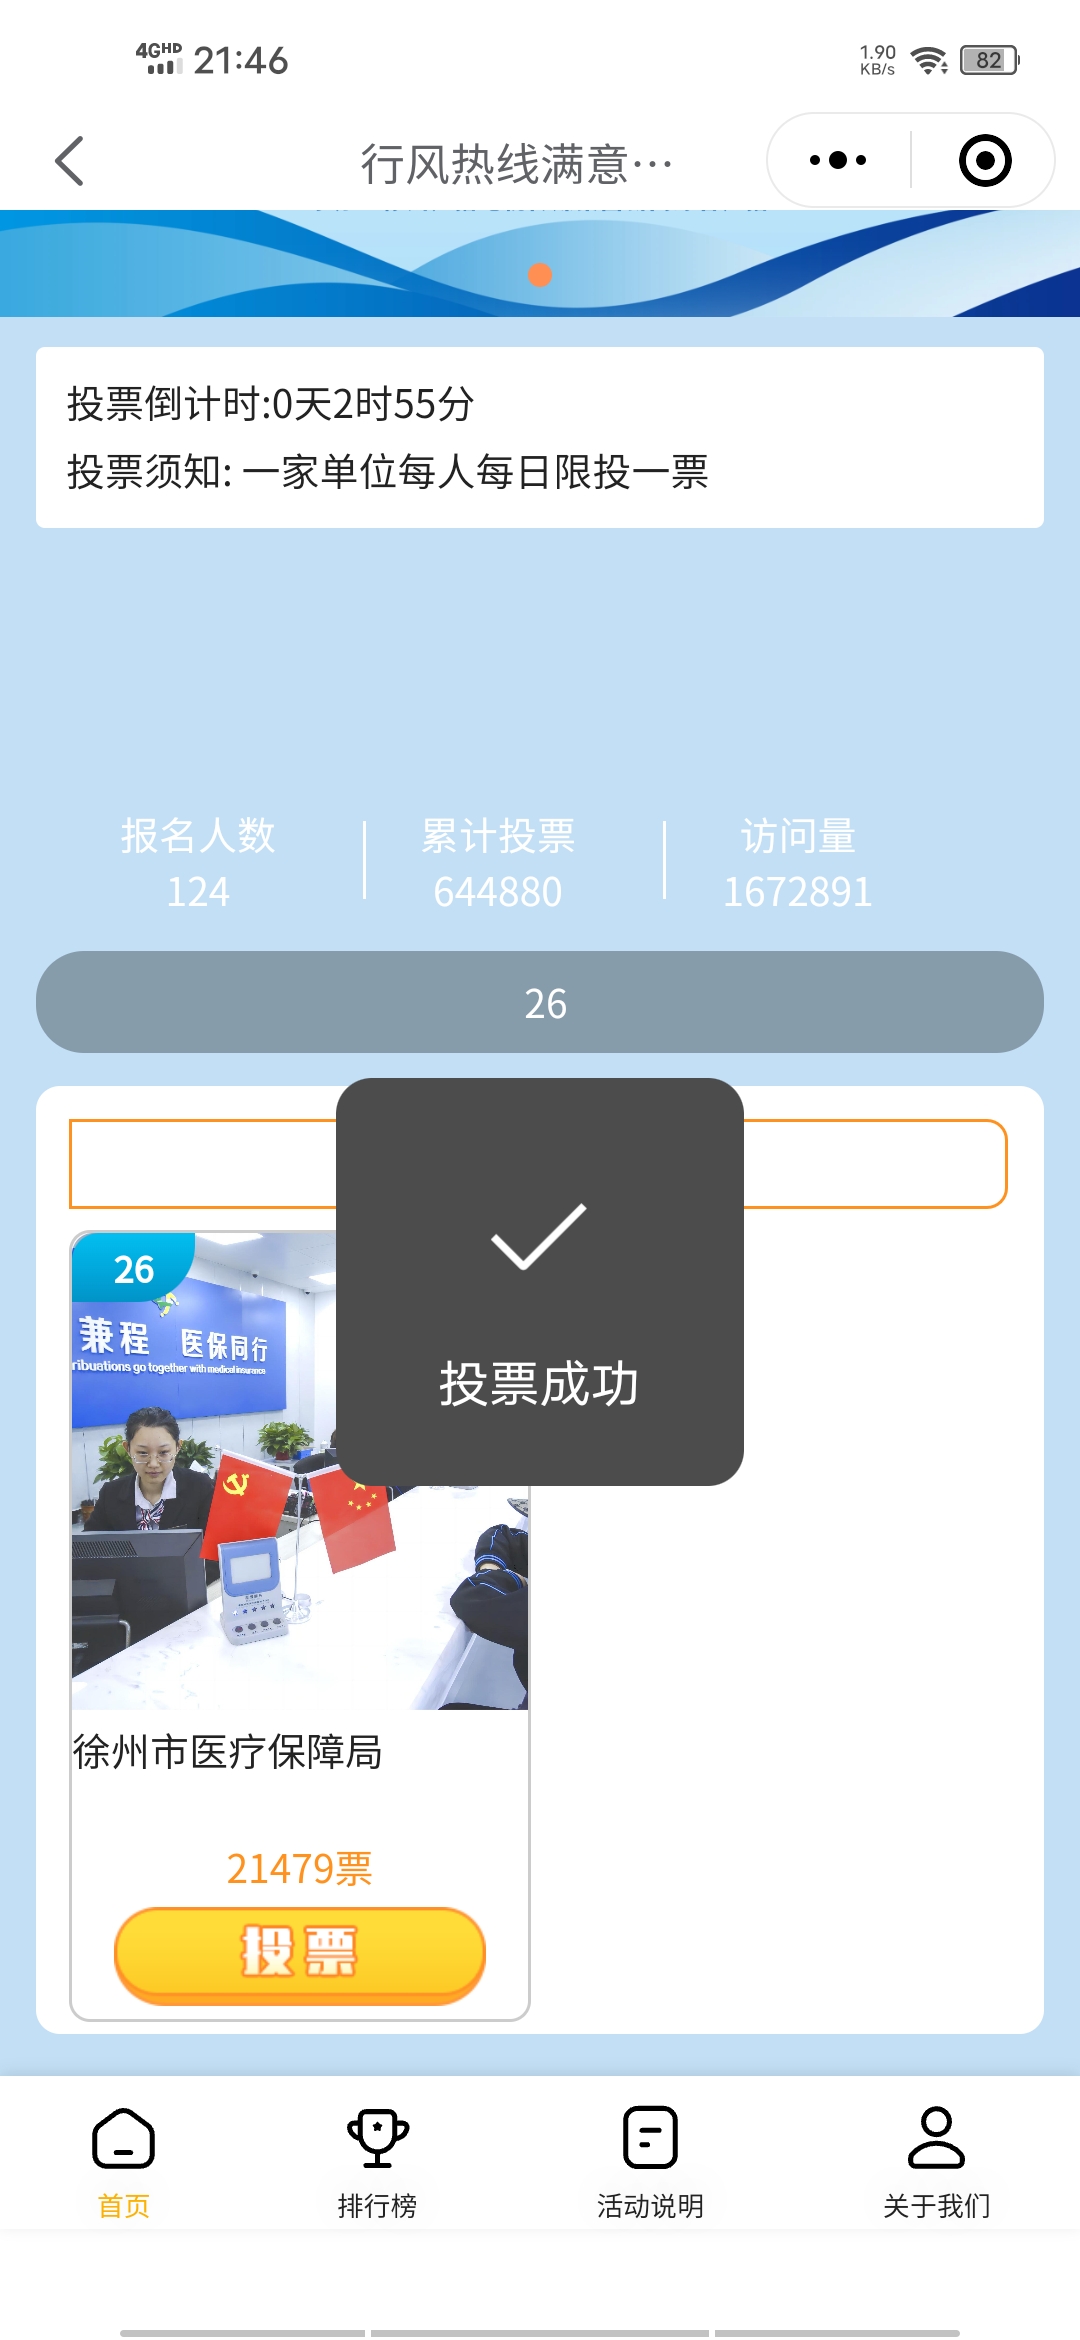 4GHD 21:46 1.90 KB/s 82
行风热线满意···
投票倒计时:0天2时55分
投票须知: 一家单位每人每日限投一票
报名人数 累计投票 访问量
124 644880 1672891
26
投票成功
26
兼程 医保同行
ribuations go together with medical insurance
徐州市医疗保障局
21479票
投票
首页 排行榜 活动说明 关于我们